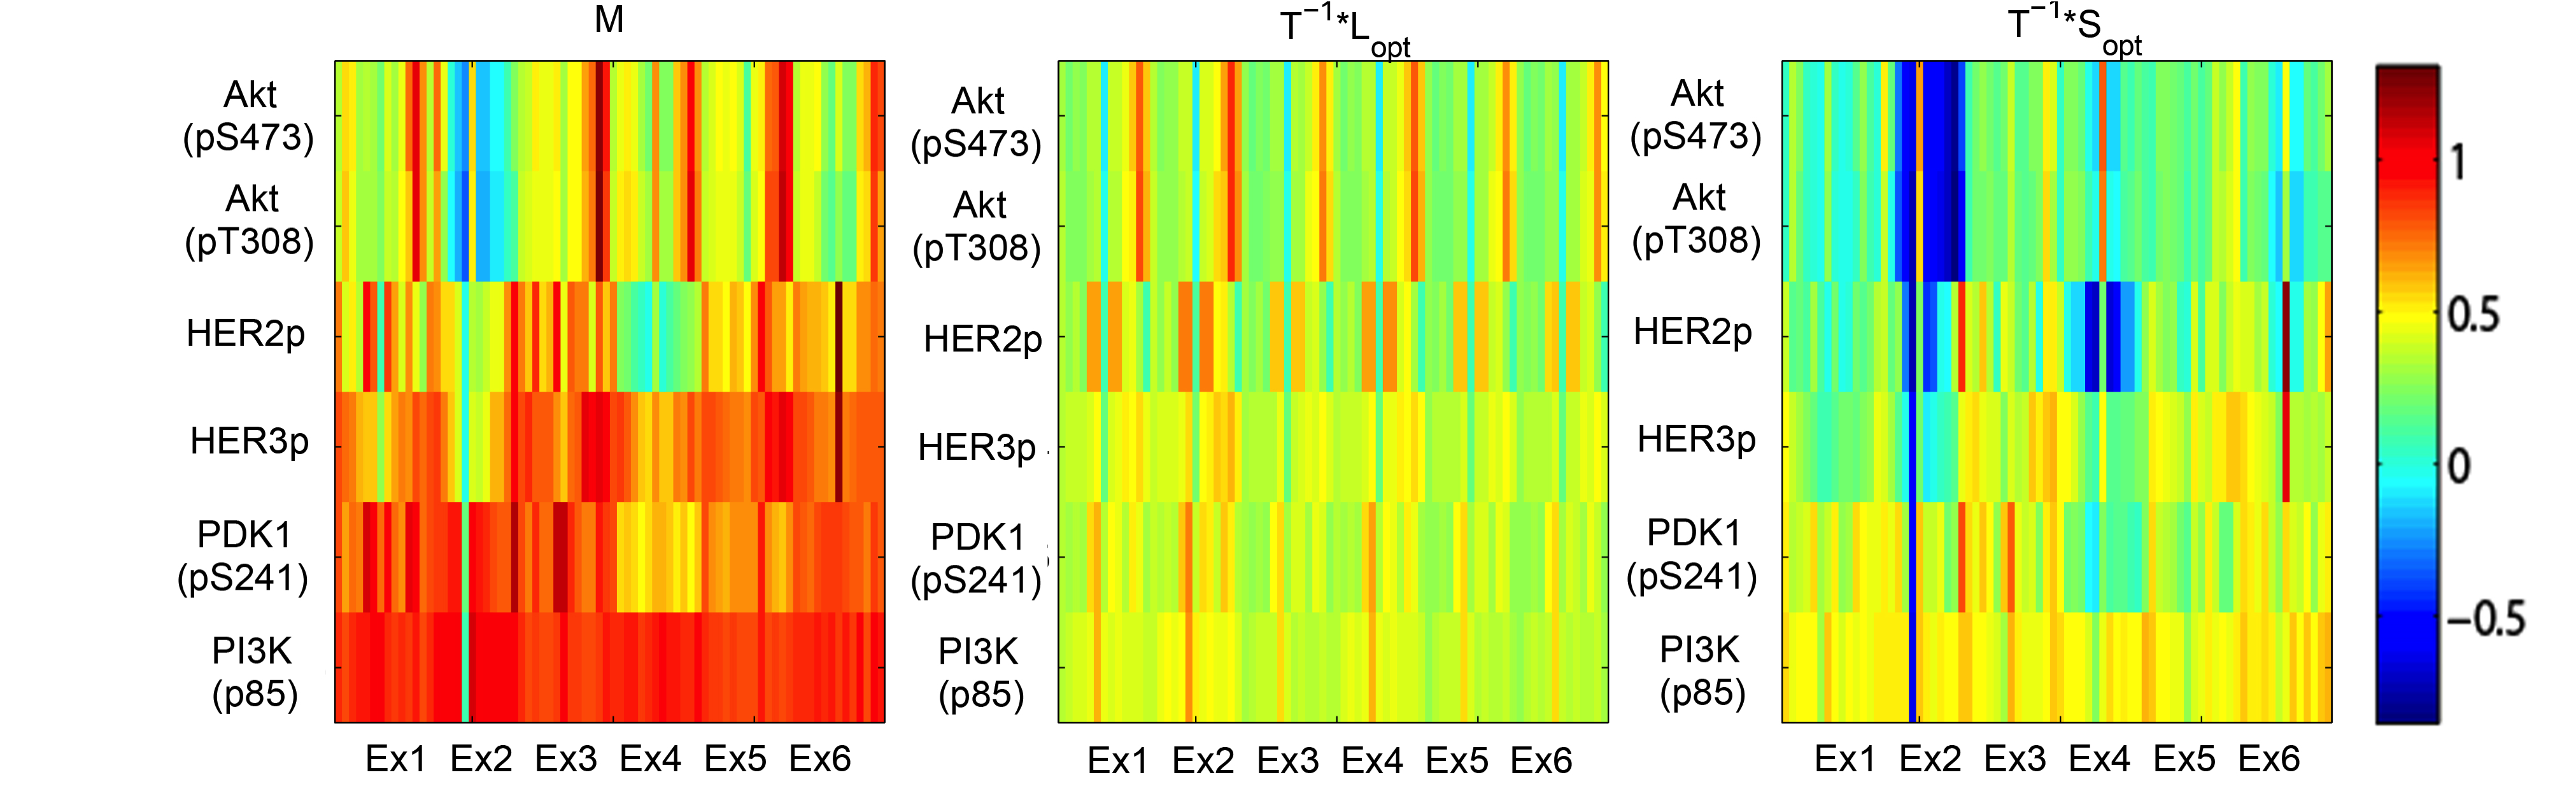 M
Akt
(pS473)
Akt
(pT308)
HER2p
HER3p
PDK1
(pS241)
PI3K
(p85)
Ex1 Ex2 Ex3 Ex4 Ex5 Ex6
T⁻¹*Lopt
Akt
(pS473)
Akt
(pT308)
HER2p
HER3p
PDK1
(pS241)
PI3K
(p85)
Ex1 Ex2 Ex3 Ex4 Ex5 Ex6
T⁻¹*Sopt
Akt
(pS473)
Akt
(pT308)
HER2p
HER3p
PDK1
(pS241)
PI3K
(p85)
Ex1 Ex2 Ex3 Ex4 Ex5 Ex6
1
0.5
0
−0.5